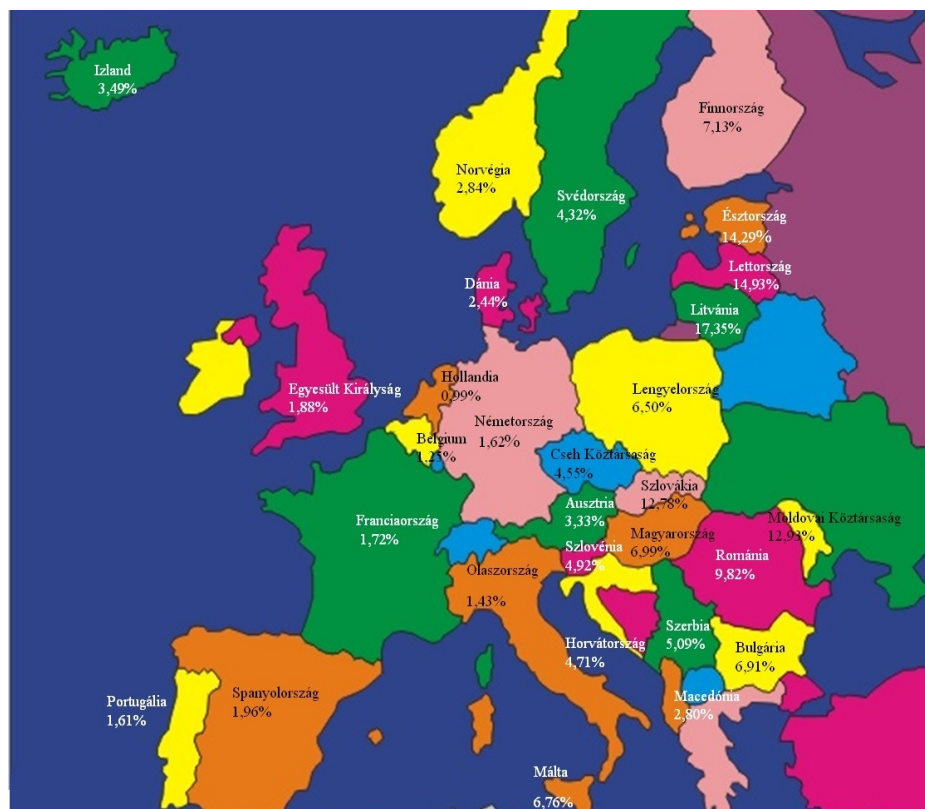 Izland
3,49%
Finnország
7,13%
Norvégia
2,84%
Svédország
4,32%
Észtország
14,29%
Lettország
14,93%
Dánia
2,44%
Litvánia
17,35%
Hollandia
0,99%
Egyesült Királyság
1,88%
Lengyelország
6,50%
Németország
1,62%
Belgium
1,25%
Cseh Köztársaság
4,55%
Szlovákia
12,78%
Ausztria
3,33%
Franciaország
1,72%
Moldovai Köztársaság
12,93%
Magyarország
6,99%
Szlovénia
4,92%
Románia
9,82%
Olaszország
1,43%
Szerbia
5,09%
Horvátország
4,71%
Bulgária
6,91%
Spanyolország
1,96%
Portugália
1,61%
Macedónia
2,80%
Málta
6,76%